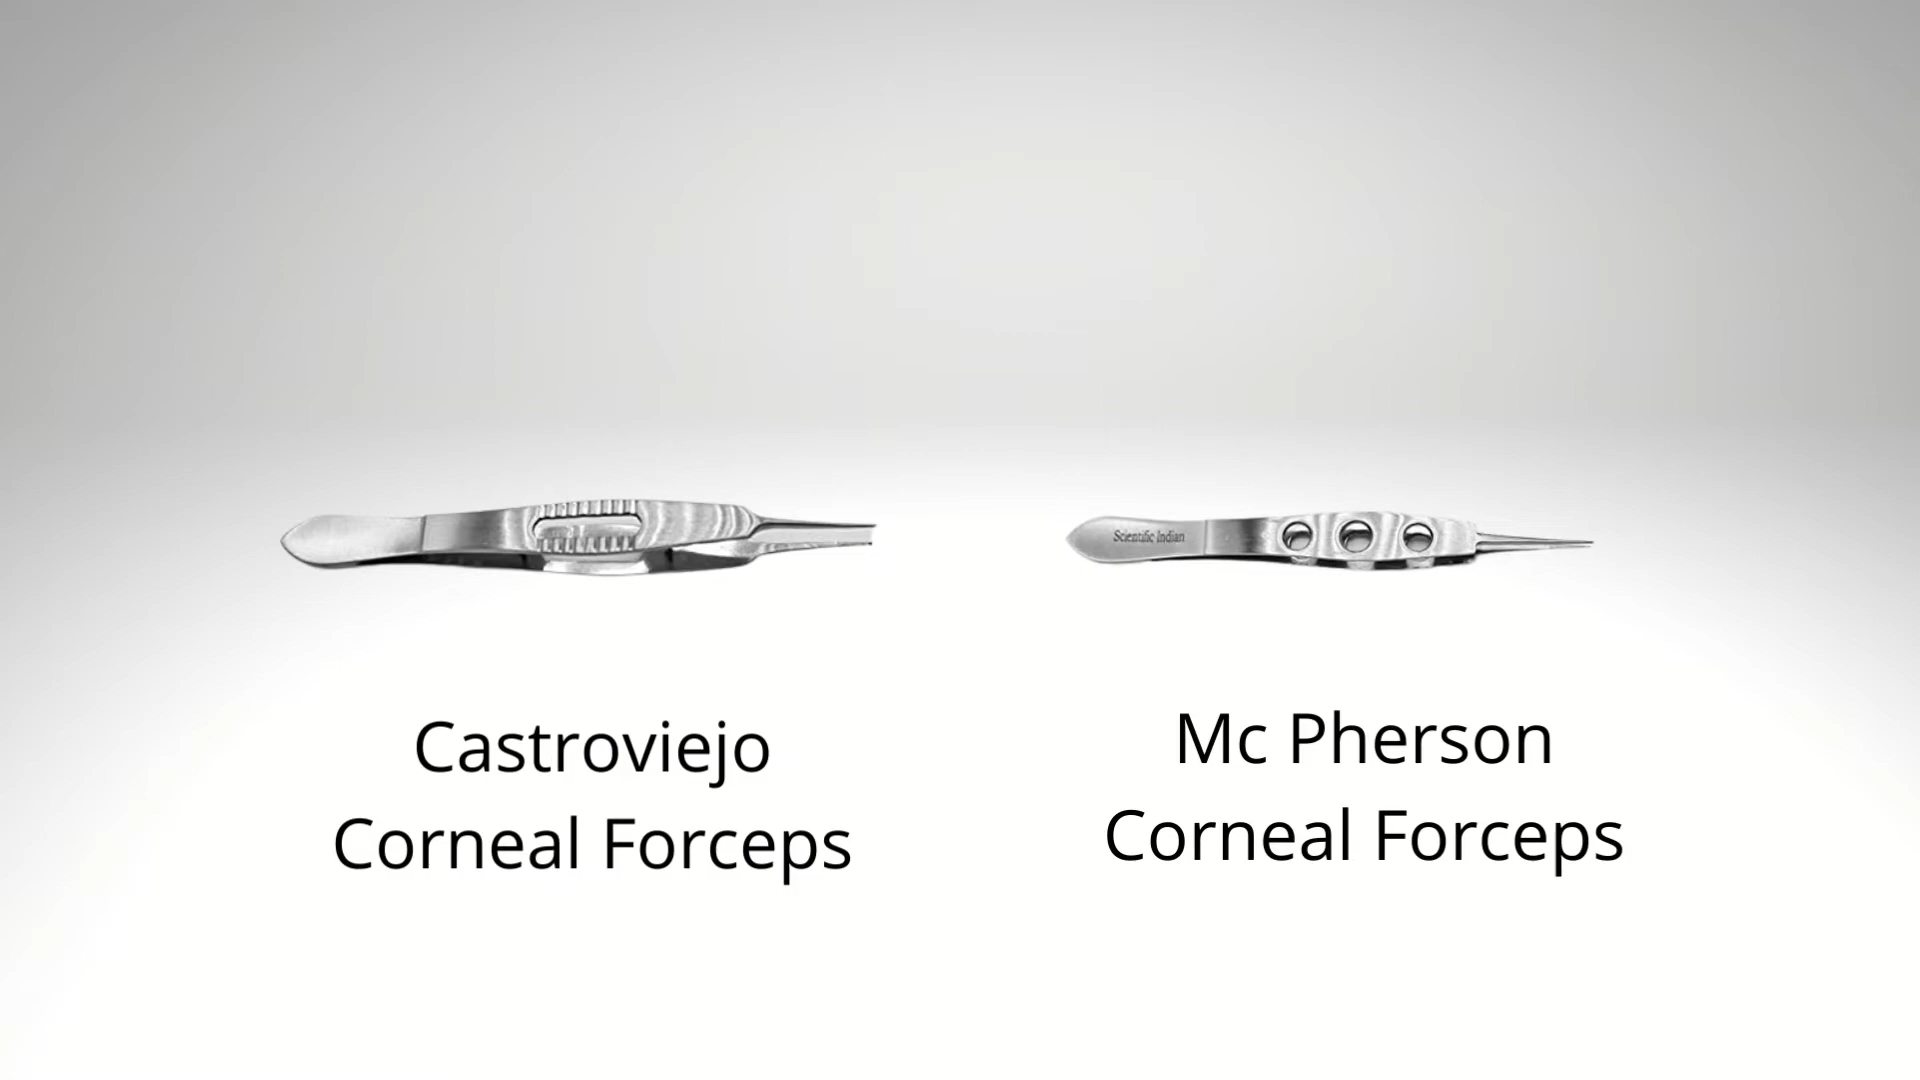 Scientific Indian
Castroviejo
Corneal Forceps
Mc Pherson
Corneal Forceps